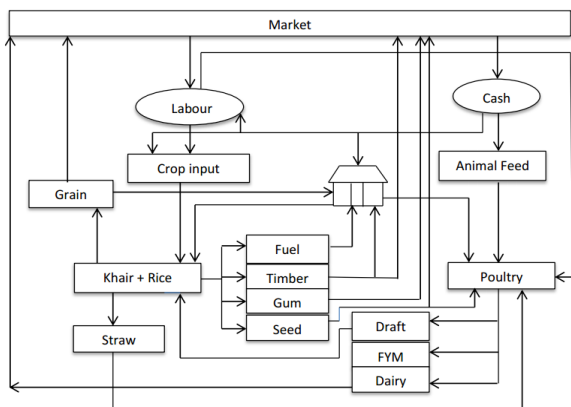 Market
Labour
Cash
Crop input
Animal Feed
Grain
Fuel
Khair + Rice
Timber
Poultry
Gum
Seed
Draft
Straw
FYM
Dairy